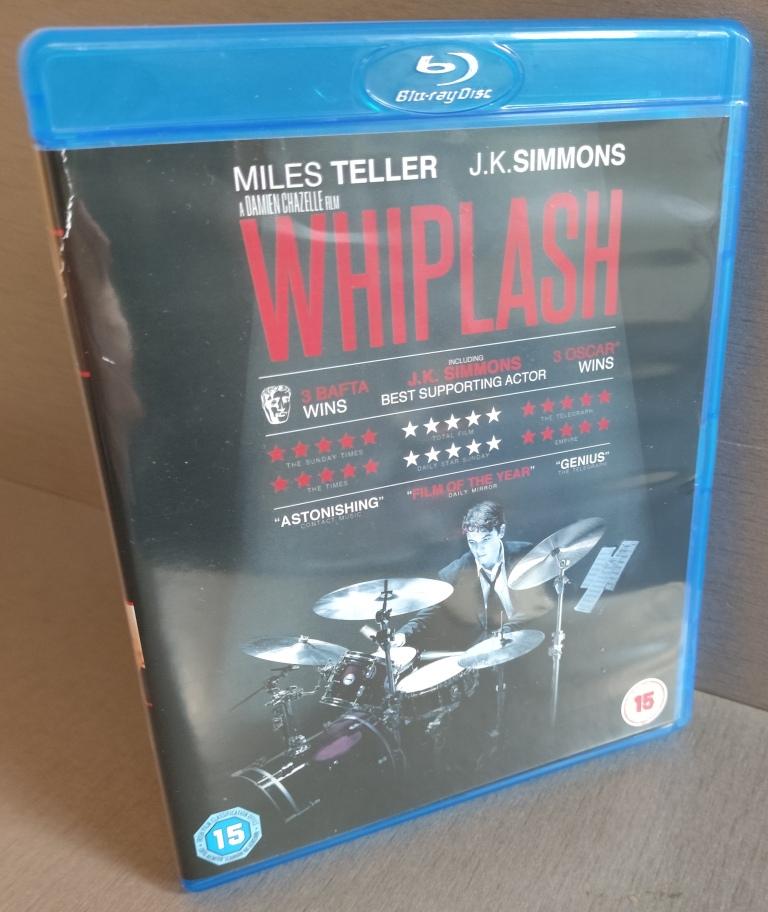 Blu-ray Disc
MILES TELLER J.K.SIMMONS
A DAMIEN CHAZELLE FILM
WHIPLASH
3 BAFTA
WINS
INCLUDING
J.K. SIMMONS
BEST SUPPORTING ACTOR
3 OSCAR®
WINS
THE SUNDAY TIMES
TOTAL FILM
THE TELEGRAPH
THE TIMES
DAILY STAR SUNDAY
EMPIRE
"ASTONISHING"
CONTACT MUSIC
"FILM OF THE YEAR"
DAILY MIRROR
"GENIUS"
THE TELEGRAPH
15
15